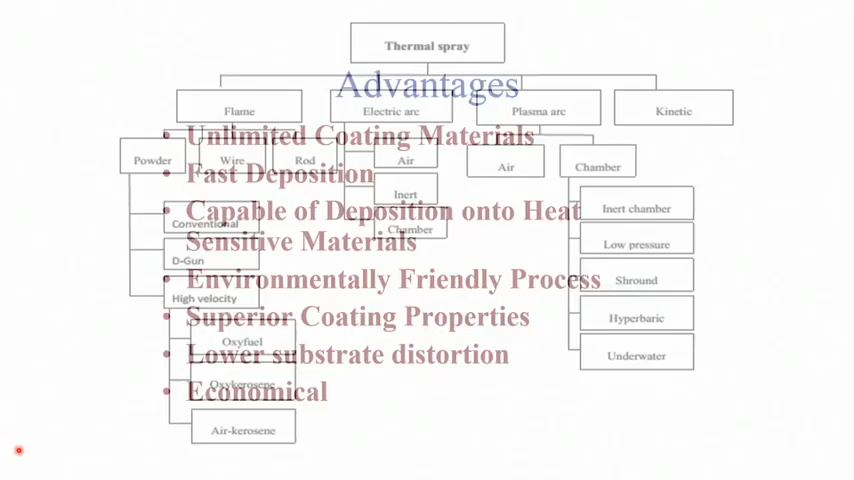 Thermal spray
Advantages
Flame
Electric arc
Plasma arc
Kinetic
• Unlimited Coating Materials
Powder
Wire
Rod
Air
Air
Chamber
• Fast Deposition
Inert
Chamber
• Capable of Deposition onto Heat
Sensitive Materials
Conventional
D-Gun
High velocity
Inert chamber
Low pressure
Shround
Hyperbaric
Underwater
• Environmentally Friendly Process
• Superior Coating Properties
• Lower substrate distortion
• Economical
Oxyfuel
Oxykerosene
Air-kerosene